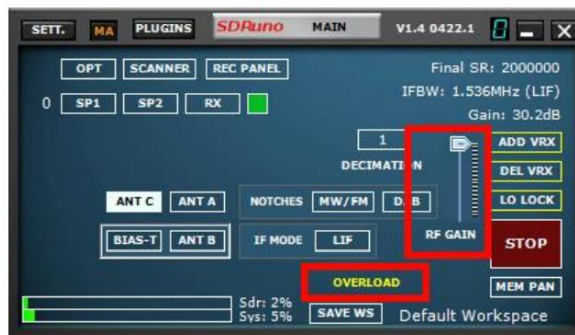 SETT. MA PLUGINS SDRuno MAIN V1.4 0422.1
OPT SCANNER REC PANEL Final SR: 2000000
IFBW: 1.536MHz (LIF)
0 SP1 SP2 RX Gain: 30.2dB
1 ADD VRX
DECIMATION DEL VRX
ANT C ANT A NOTCHES MW/FM DAB LO LOCK
BIAS-T ANT B IF MODE LIF RF GAIN STOP
OVERLOAD MEM PAN
Sdr: 2%
Sys: 5% SAVE WS Default Workspace